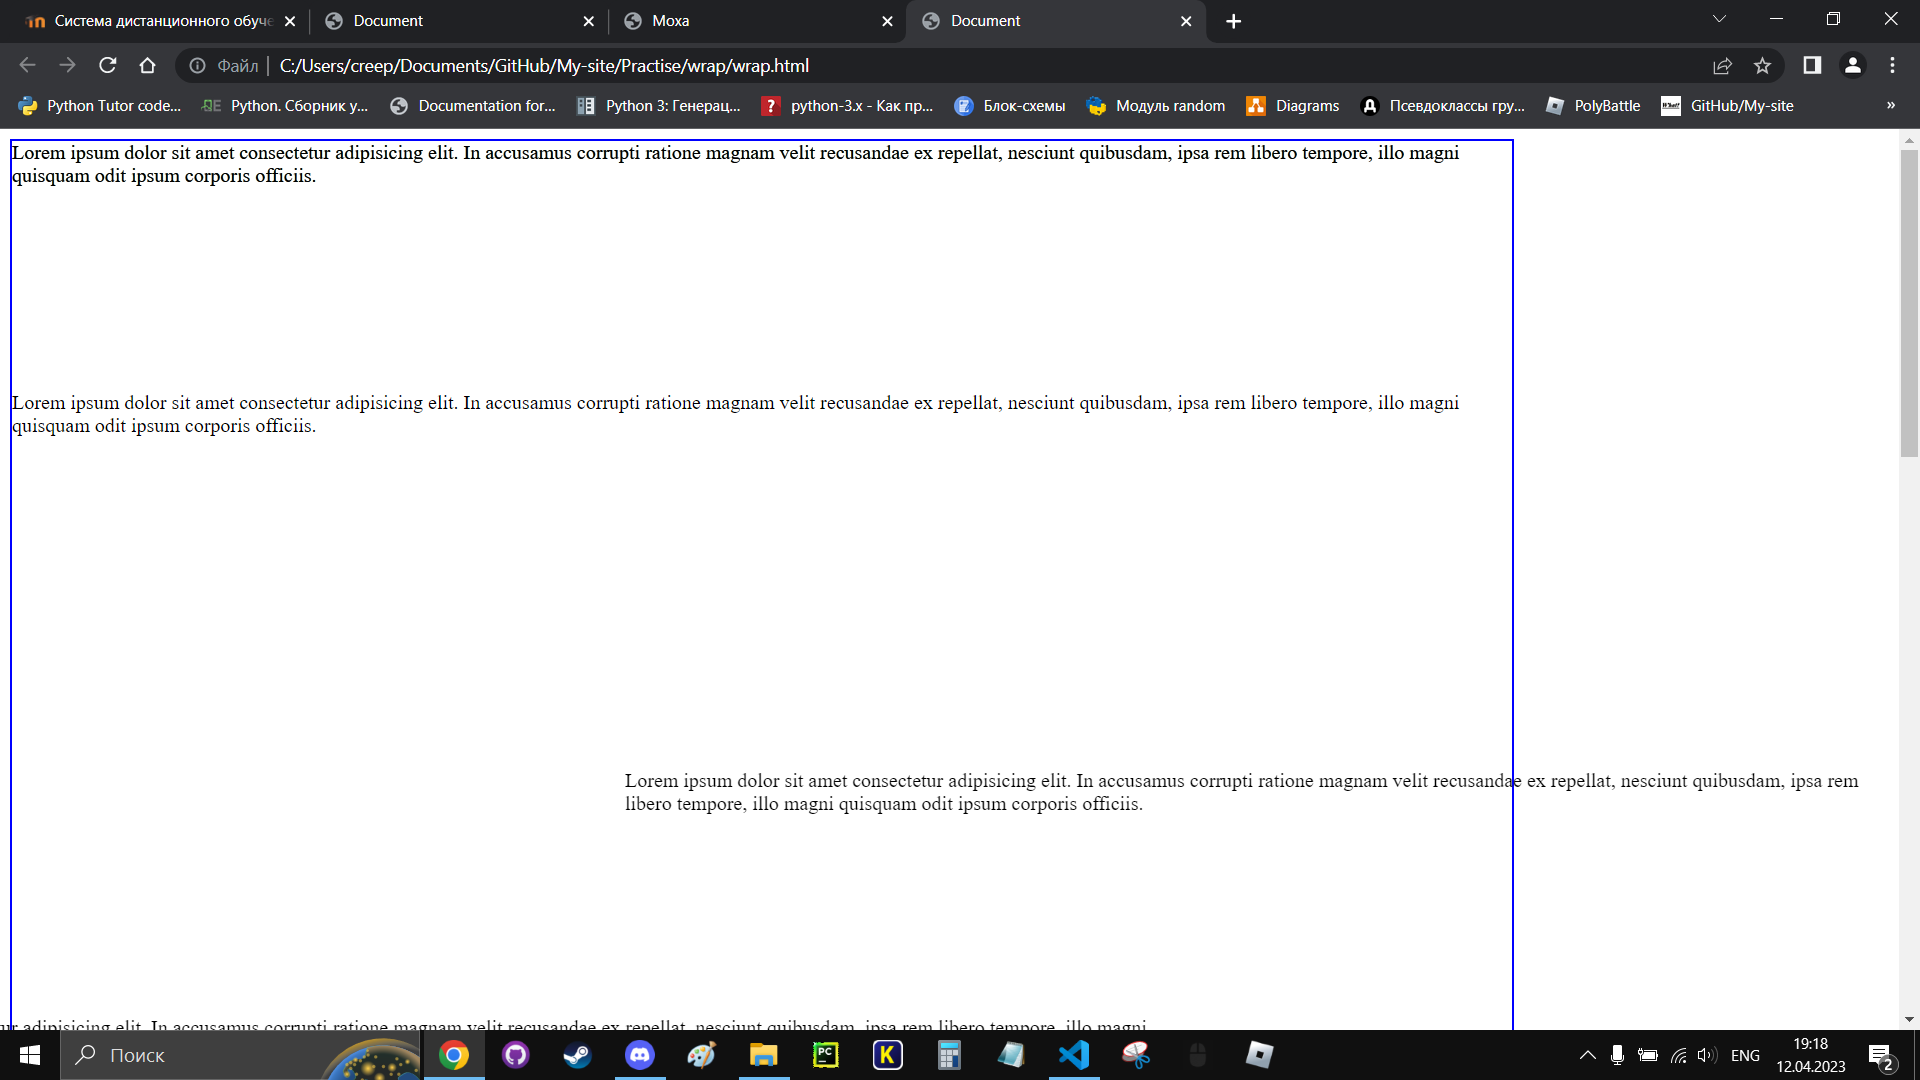 Система дистанционного обуче
Document
Моха
Document
Файл
C:/Users/creep/Documents/GitHub/My-site/Practise/wrap/wrap.html
Python Tutor code...
Python. Сборник у...
Documentation for...
Python 3: Генерац...
python-3.x - Как пр...
Блок-схемы
Модуль random
Diagrams
Псевдоклассы гру...
PolyBattle
GitHub/My-site
»
Lorem ipsum dolor sit amet consectetur adipisicing elit. In accusamus corrupti ratione magnam velit recusandae ex repellat, nesciunt quibusdam, ipsa rem libero tempore, illo magni
quisquam odit ipsum corporis officiis.
Lorem ipsum dolor sit amet consectetur adipisicing elit. In accusamus corrupti ratione magnam velit recusandae ex repellat, nesciunt quibusdam, ipsa rem libero tempore, illo magni
quisquam odit ipsum corporis officiis.
Lorem ipsum dolor sit amet consectetur adipisicing elit. In accusamus corrupti ratione magnam velit recusandae ex repellat, nesciunt quibusdam, ipsa rem
libero tempore, illo magni quisquam odit ipsum corporis officiis.
ur adipisicing elit. In accusamus corrupti ratione magnam velit recusandae ex repellat, nesciunt quibusdam, ipsa rem libero tempore, illo magni
Поиск
ENG
19:18
12.04.2023
2